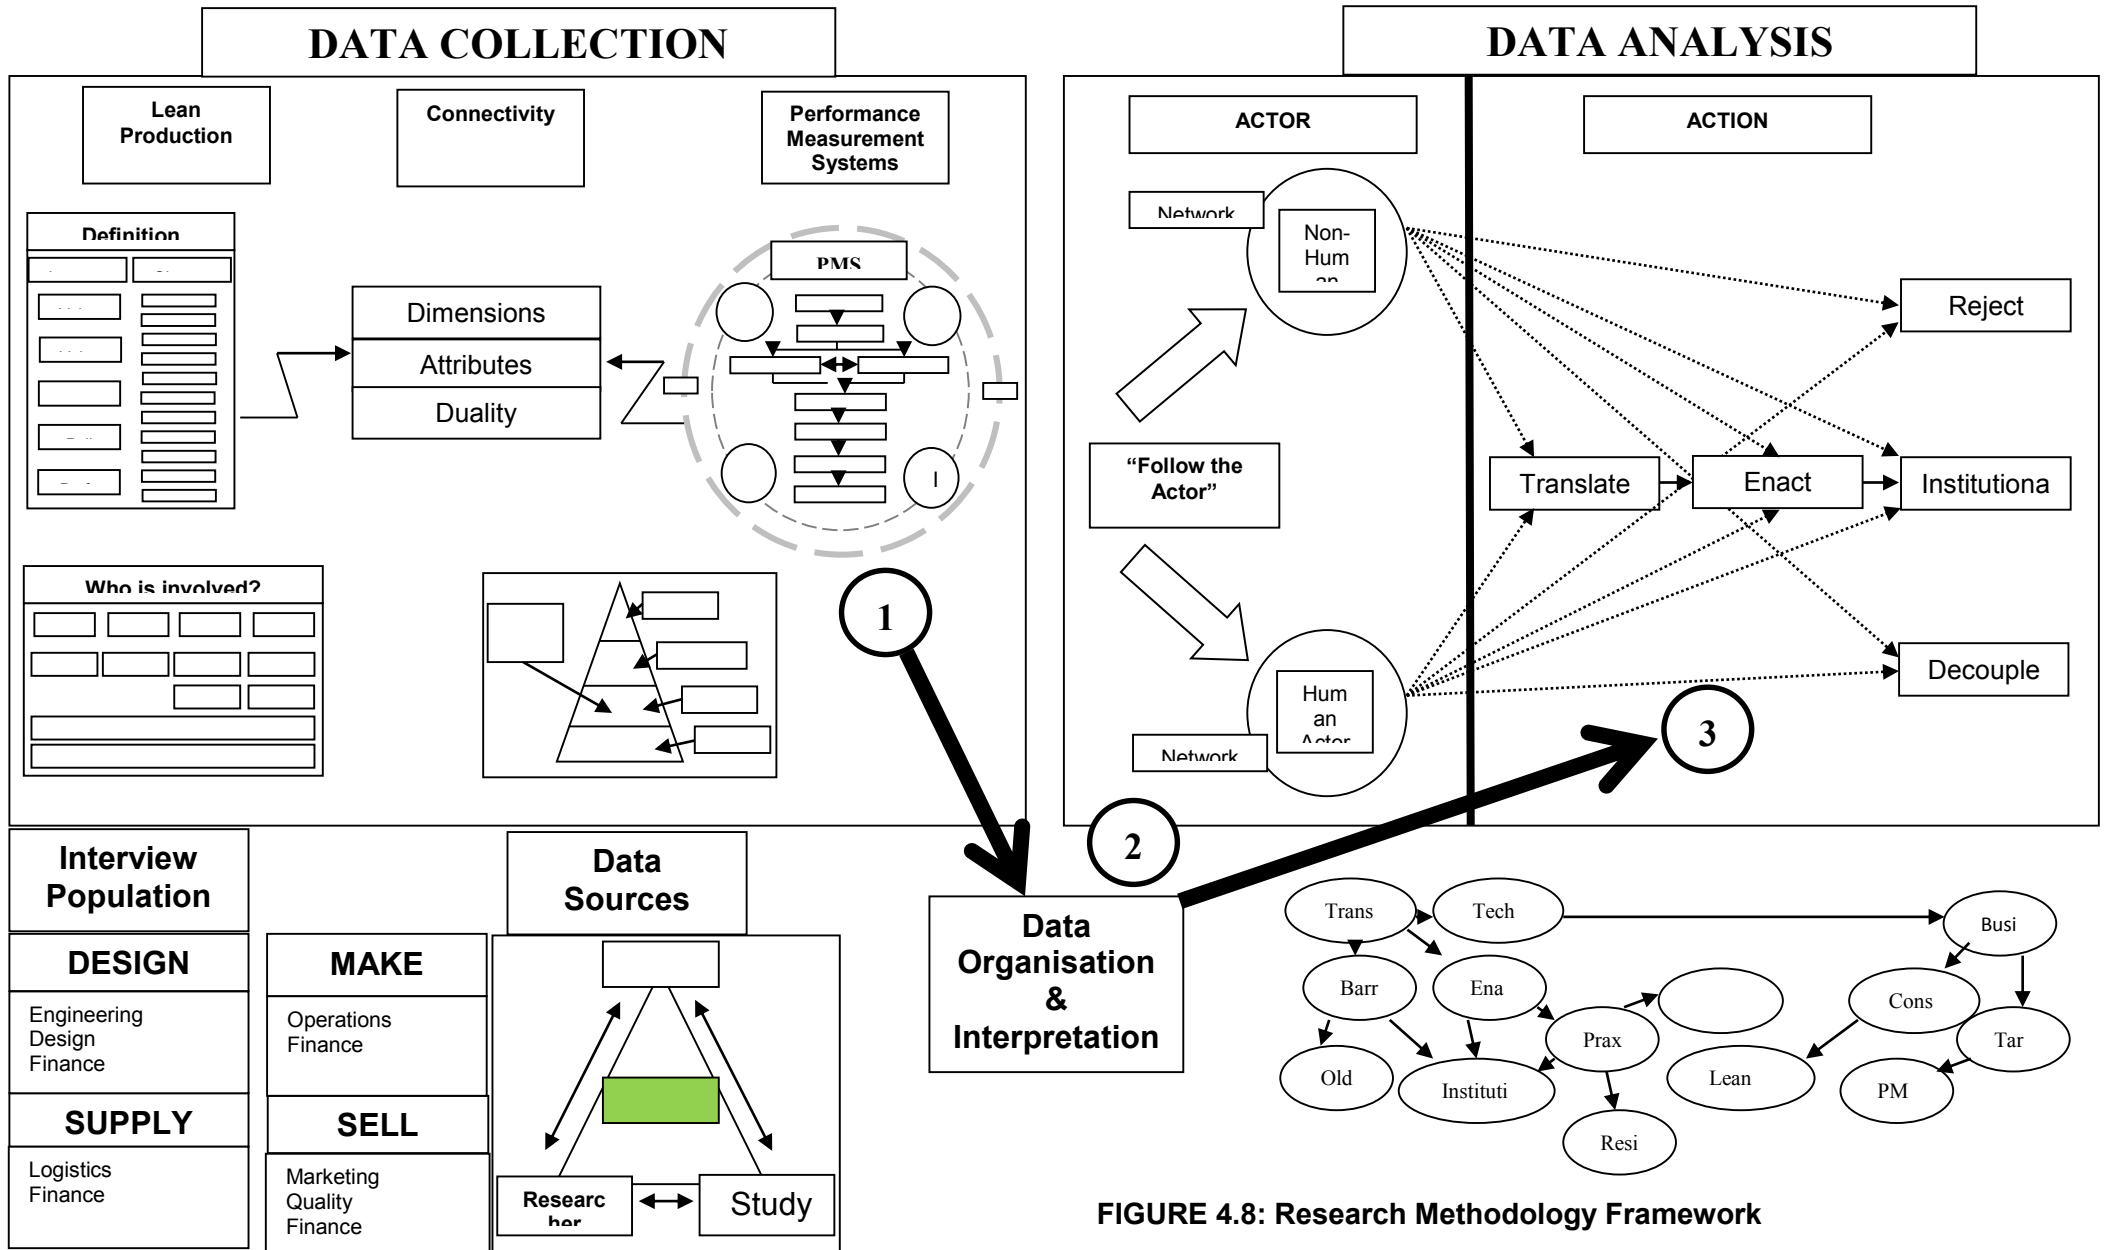 DATA COLLECTION
DATA ANALYSIS
Lean
Production
Connectivity
Performance
Measurement
Systems
ACTOR
ACTION
Definition
PMS
Dimensions
Attributes
Duality
I
Network
Non-
Hum
an
Reject
"Follow the
Actor"
Translate
Enact
Institutiona
Who is involved?
1
Decouple
Hum
an
Actor
Network
3
2
Interview
Population
Data
Sources
DESIGN
MAKE
Engineering
Design
Finance
Operations
Finance
SUPPLY
SELL
Logistics
Finance
Marketing
Quality
Finance
Researc
her
Study
Data
Organisation
&
Interpretation
Trans
Tech
Busi
Barr
Ena
Cons
Prax
Tar
Old
Instituti
Lean
PM
Resi
FIGURE 4.8: Research Methodology Framework